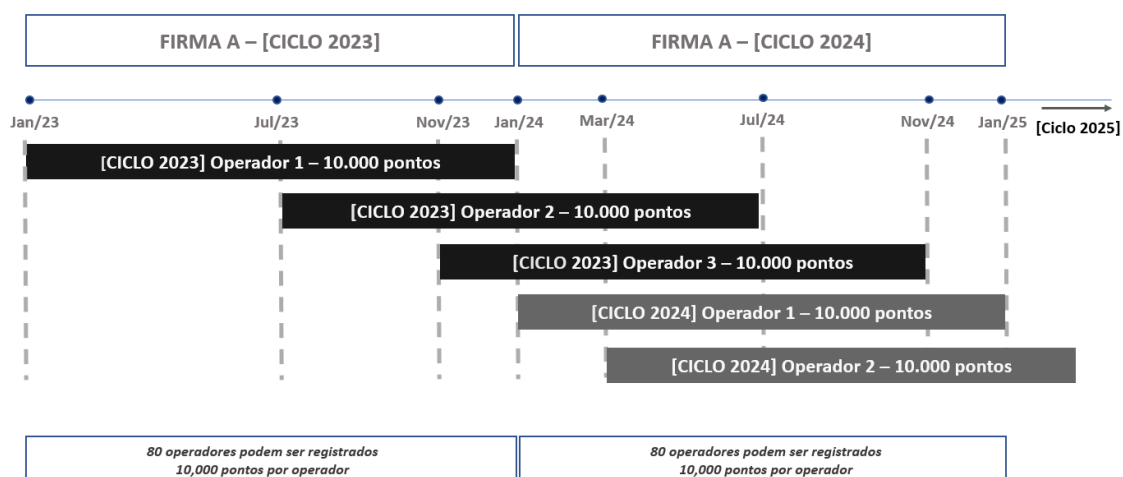 FIRMA A – [CICLO 2023]
FIRMA A – [CICLO 2024]
Jan/23
Jul/23
Nov/23
Jan/24
Mar/24
Jul/24
Nov/24
Jan/25
[Ciclo 2025]
[CICLO 2023] Operador 1 – 10.000 pontos
[CICLO 2023] Operador 2 – 10.000 pontos
[CICLO 2023] Operador 3 – 10.000 pontos
[CICLO 2024] Operador 1 – 10.000 pontos
[CICLO 2024] Operador 2 – 10.000 pontos
80 operadores podem ser registrados
10,000 pontos por operador
80 operadores podem ser registrados
10,000 pontos por operador